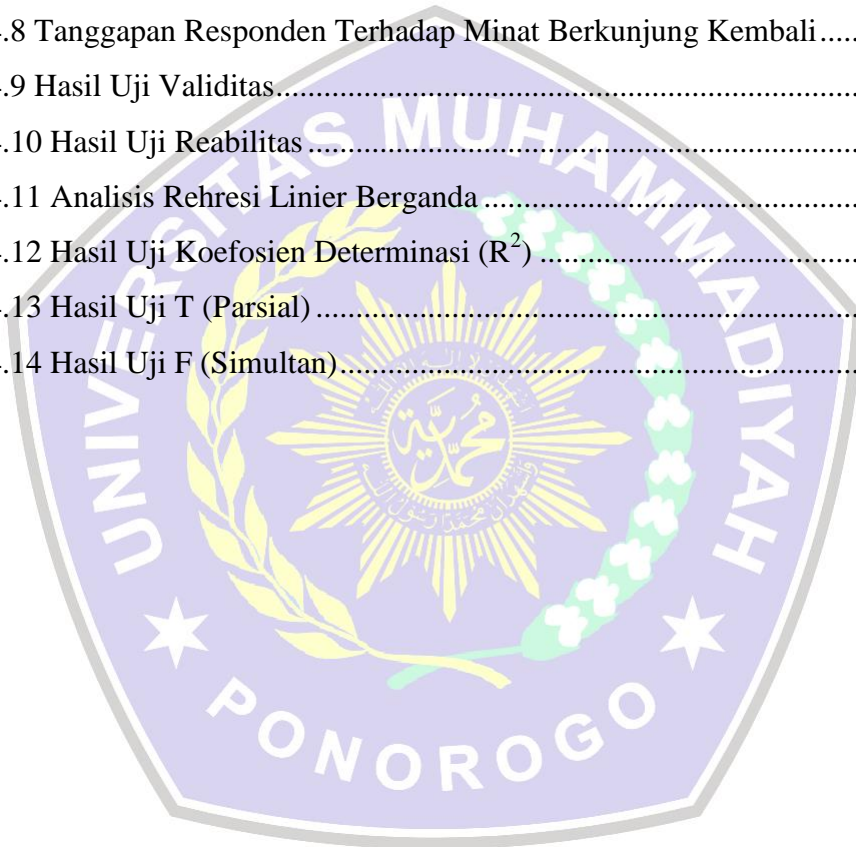 .8 Tanggapan Responden Terhadap Minat Berkunjung Kembali.....
.9 Hasil Uji Validitas..........................................................................
.10 Hasil Uji Reabilitas ......................................................................
.11 Analisis Rehresi Linier Berganda ................................................
.12 Hasil Uji Koefosien Determinasi (R²) .........................................
.13 Hasil Uji T (Parsial) .....................................................................
.14 Hasil Uji F (Simultan)..................................................................
UNIVERSITAS MUHAMMADIYAH
PONOROGO
محمدية